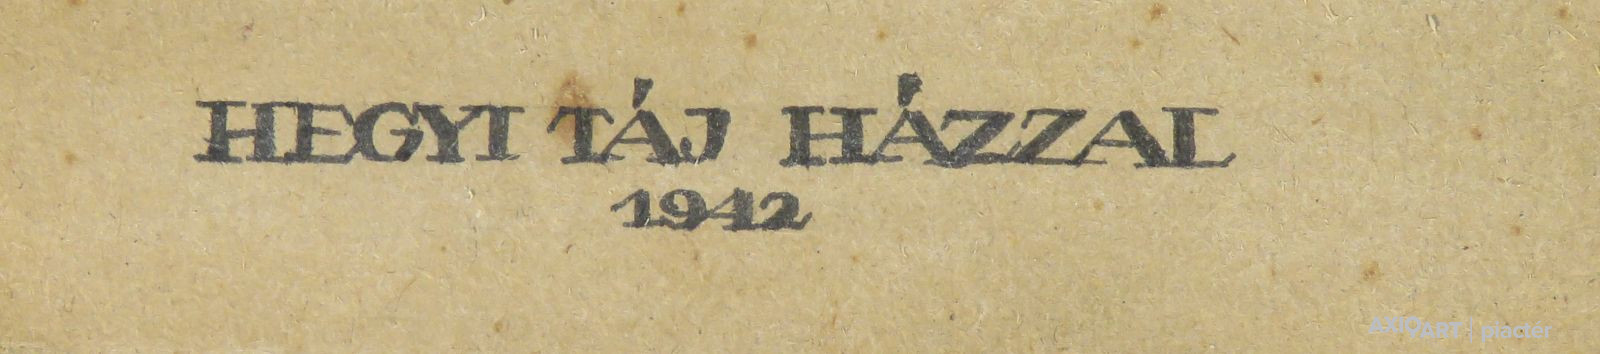 HEGYI TÁJ HÁZZAL
1942
AXIOART | piactér